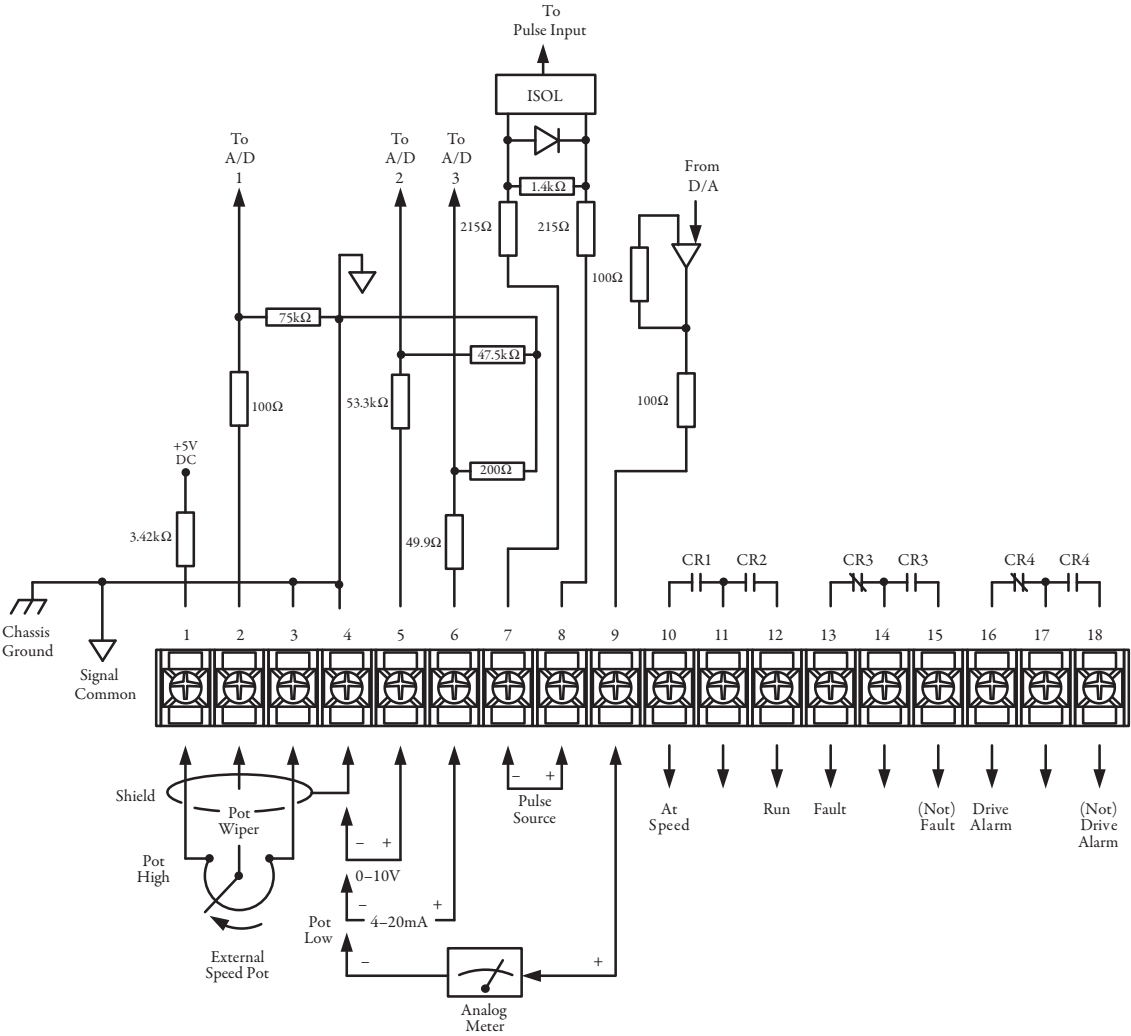 To
Pulse Input
ISOL
To
A/D
1
To
A/D
2
To
A/D
3
From
D/A
1.4kΩ
215Ω
215Ω
100Ω
75kΩ
47.5kΩ
100Ω
53.3kΩ
100Ω
+5V
DC
200Ω
3.42kΩ
49.9Ω
CR1
CR2
CR3
CR3
CR4
CR4
Chassis
Ground
Signal
Common
1 2 3 4 5 6 7 8 9 10 11 12 13 14 15 16 17 18
Shield
Pot
Wiper
Pot
High
External
Speed Pot
– +
0–10V
– +
4–20mA
Pot
Low
– +
Analog
Meter
– +
Pulse
Source
At
Speed
Run
Fault
(Not)
Fault
Drive
Alarm
(Not)
Drive
Alarm